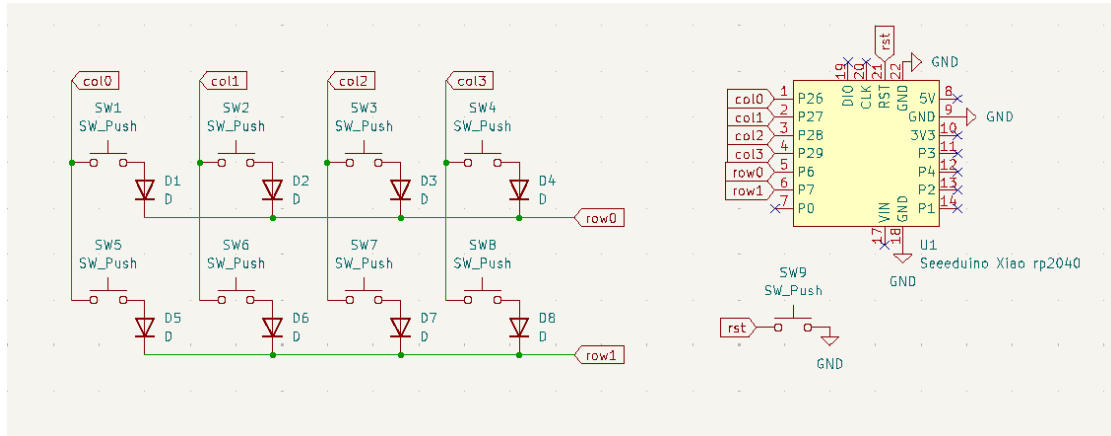 col0
col1
col2
col3
SW1
SW_Push
SW2
SW_Push
SW3
SW_Push
SW4
SW_Push
D1
D
D2
D
D3
D
D4
D
row0
SW5
SW_Push
SW6
SW_Push
SW7
SW_Push
SW8
SW_Push
D5
D
D6
D
D7
D
D8
D
row1
rst
19
20
21
22
GND
DIO
CLK
RST
GND
col0 1 P26
col1 2 P27
col2 3 P28
col3 4 P29
row0 5 P6
row1 6 P7
7 P0
5V 8
GND 9 GND
3V3 10
P3 11
P4 12
P2 13
P1 14
VIN
GND
17
18
GND
U1
Seeeduino Xiao rp2040
SW9
SW_Push
rst
GND